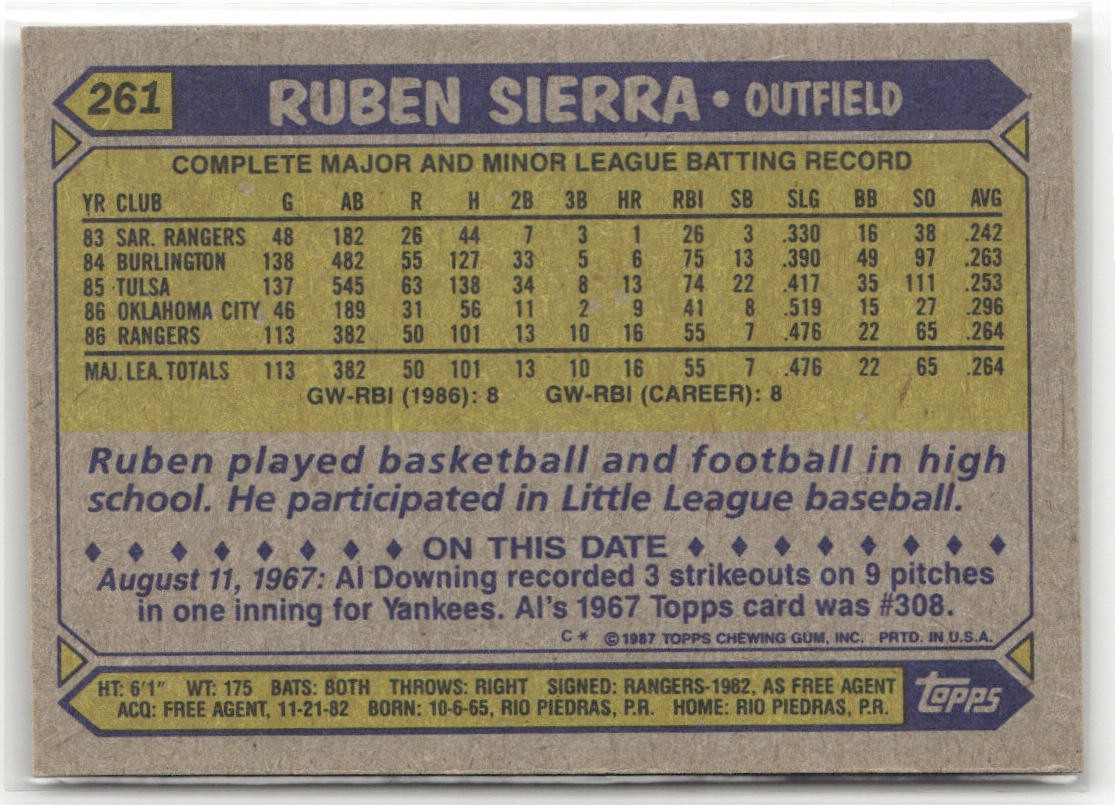 261 RUBEN SIERRA • OUTFIELD
COMPLETE MAJOR AND MINOR LEAGUE BATTING RECORD
YR CLUB G AB R H 2B 3B HR RBI SB SLG BB SO AVG
83 SAR. RANGERS 48 182 26 44 7 3 1 26 3 .330 16 38 .242
84 BURLINGTON 138 482 55 127 33 5 6 75 13 .390 49 97 .263
85 TULSA 137 545 63 138 34 8 13 74 22 .417 35 111 .253
86 OKLAHOMA CITY 46 189 31 56 11 2 9 41 8 .519 15 27 .296
86 RANGERS 113 382 50 101 13 10 16 55 7 .476 22 65 .264
MAJ. LEA. TOTALS 113 382 50 101 13 10 16 55 7 .476 22 65 .264
GW-RBI (1986): 8 GW-RBI (CAREER): 8
Ruben played basketball and football in high
school. He participated in Little League baseball.
ON THIS DATE
August 11, 1967: Al Downing recorded 3 strikeouts on 9 pitches
in one inning for Yankees. Al's 1967 Topps card was #308.
C * © 1987 TOPPS CHEWING GUM, INC. PRTD. IN U.S.A.
HT: 6'1" WT: 175 BATS: BOTH THROWS: RIGHT SIGNED: RANGERS-1982, AS FREE AGENT
ACQ: FREE AGENT, 11-21-82 BORN: 10-6-65, RIO PIEDRAS, P.R. HOME: RIO PIEDRAS, P.R.
Topps